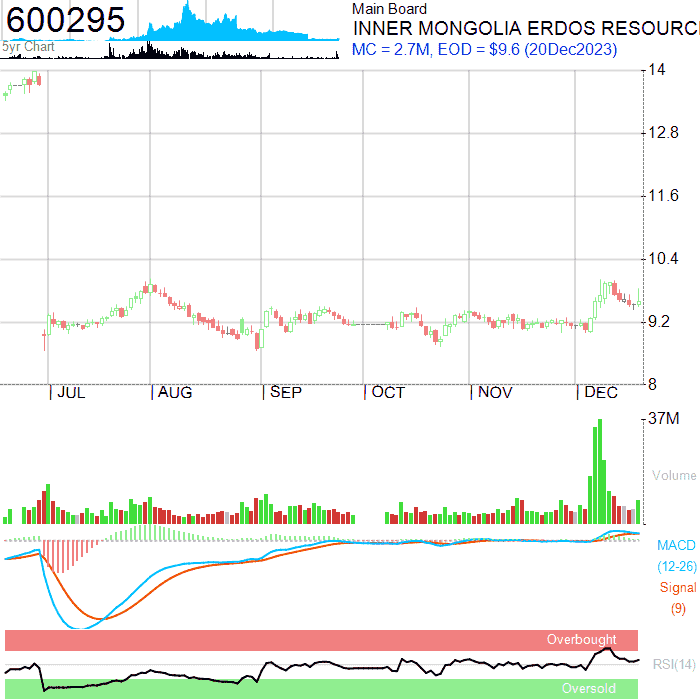 600295
5yr Chart
Main Board
INNER MONGOLIA ERDOS RESOURC
MC = 2.7M, EOD = $9.6 (20Dec2023)
14
12.8
11.6
10.4
9.2
8
JUL AUG SEP OCT NOV DEC
37M
Volume
MACD
(12-26)
Signal
(9)
Overbought
RSI(14)
Oversold